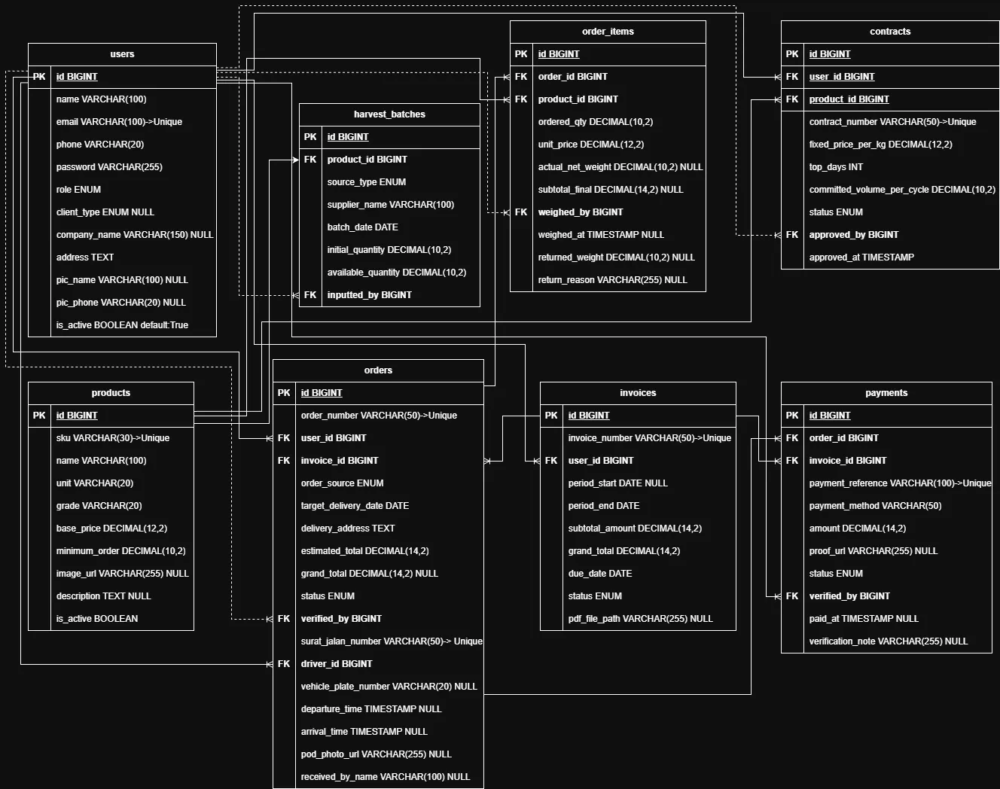 users
PK id BIGINT
name VARCHAR(100)
email VARCHAR(100)->Unique
phone VARCHAR(20)
password VARCHAR(255)
role ENUM
client_type ENUM NULL
company_name VARCHAR(150) NULL
address TEXT
pic_name VARCHAR(100) NULL
pic_phone VARCHAR(20) NULL
is_active BOOLEAN default:True
harvest_batches
PK id BIGINT
FK product_id BIGINT
source_type ENUM
supplier_name VARCHAR(100)
batch_date DATE
initial_quantity DECIMAL(10,2)
available_quantity DECIMAL(10,2)
FK inputted_by BIGINT
order_items
PK id BIGINT
FK order_id BIGINT
FK product_id BIGINT
ordered_qty DECIMAL(10,2)
unit_price DECIMAL(12,2)
actual_net_weight DECIMAL(10,2) NULL
subtotal_final DECIMAL(14,2) NULL
FK weighed_by BIGINT
weighed_at TIMESTAMP NULL
returned_weight DECIMAL(10,2) NULL
return_reason VARCHAR(255) NULL
contracts
PK id BIGINT
FK user_id BIGINT
FK product_id BIGINT
contract_number VARCHAR(50)->Unique
fixed_price_per_kg DECIMAL(12,2)
top_days INT
committed_volume_per_cycle DECIMAL(10,2)
status ENUM
FK approved_by BIGINT
approved_at TIMESTAMP
products
PK id BIGINT
sku VARCHAR(30)->Unique
name VARCHAR(100)
unit VARCHAR(20)
grade VARCHAR(20)
base_price DECIMAL(12,2)
minimum_order DECIMAL(10,2)
image_url VARCHAR(255) NULL
description TEXT NULL
is_active BOOLEAN
orders
PK id BIGINT
order_number VARCHAR(50)->Unique
FK user_id BIGINT
FK invoice_id BIGINT
order_source ENUM
target_delivery_date DATE
delivery_address TEXT
estimated_total DECIMAL(14,2)
grand_total DECIMAL(14,2) NULL
status ENUM
FK verified_by BIGINT
surat_jalan_number VARCHAR(50)-> Unique
FK driver_id BIGINT
vehicle_plate_number VARCHAR(20) NULL
departure_time TIMESTAMP NULL
arrival_time TIMESTAMP NULL
pod_photo_url VARCHAR(255) NULL
received_by_name VARCHAR(100) NULL
invoices
PK id BIGINT
invoice_number VARCHAR(50)->Unique
FK user_id BIGINT
period_start DATE NULL
period_end DATE
subtotal_amount DECIMAL(14,2)
grand_total DECIMAL(14,2)
due_date DATE
status ENUM
pdf_file_path VARCHAR(255) NULL
payments
PK id BIGINT
FK order_id BIGINT
FK invoice_id BIGINT
payment_reference VARCHAR(100)->Unique
payment_method VARCHAR(50)
amount DECIMAL(14,2)
proof_url VARCHAR(255) NULL
status ENUM
FK verified_by BIGINT
paid_at TIMESTAMP NULL
verification_note VARCHAR(255) NULL